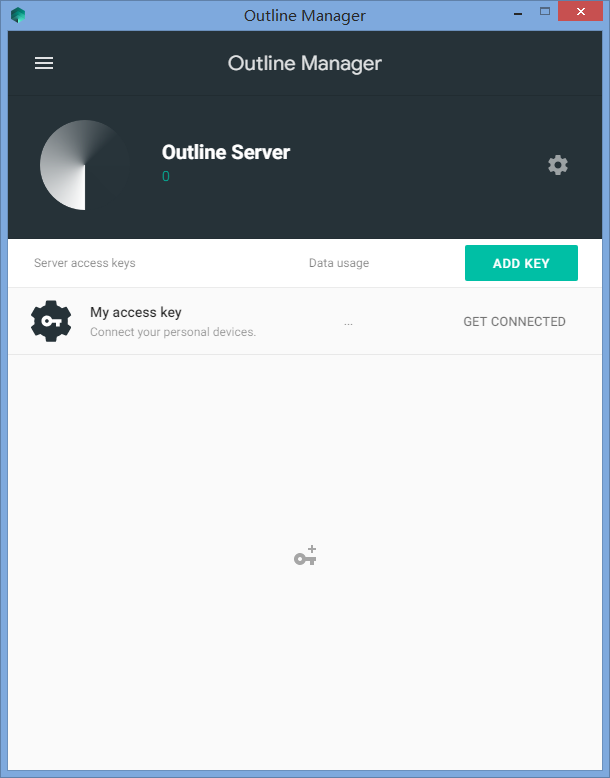 Outline Manager
Outline Manager
Outline Server
0
Server access keys
Data usage
ADD KEY
My access key
Connect your personal devices.
...
GET CONNECTED